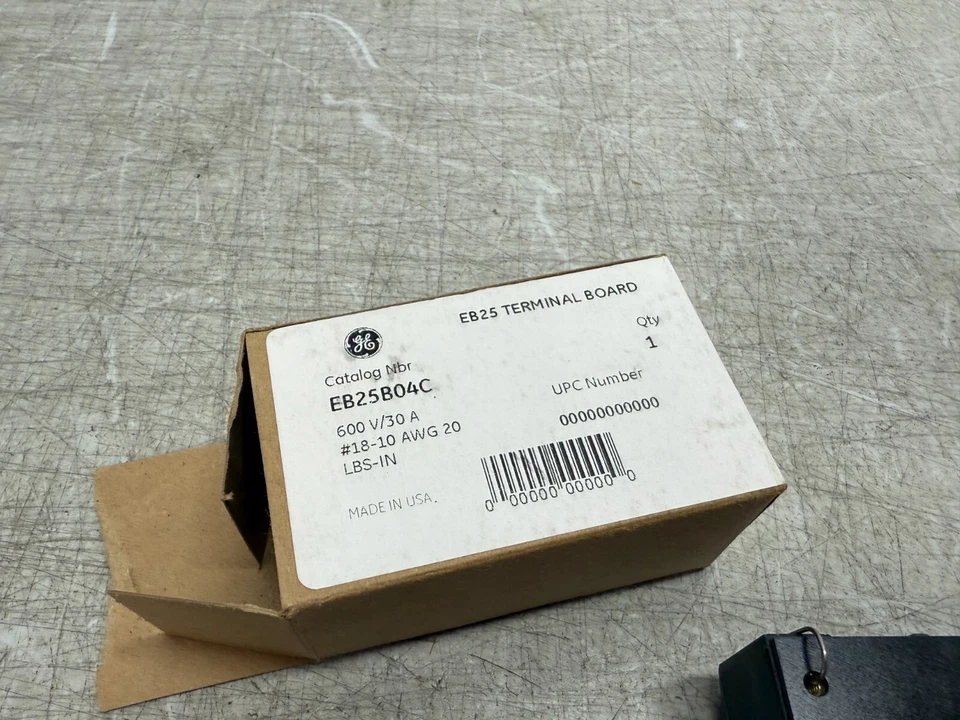 EB25 TERMINAL BOARD
GE
Catalog Nbr
EB25B04C
600 V/30 A
#18-10 AWG 20
LBS-IN
MADE IN USA.
Qty
1
UPC Number
00000000000
0 00000 00000 0